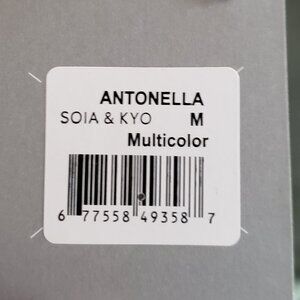 ANTONELLA
SOIA & KYO M
Multicolor
6 77558 49358 7